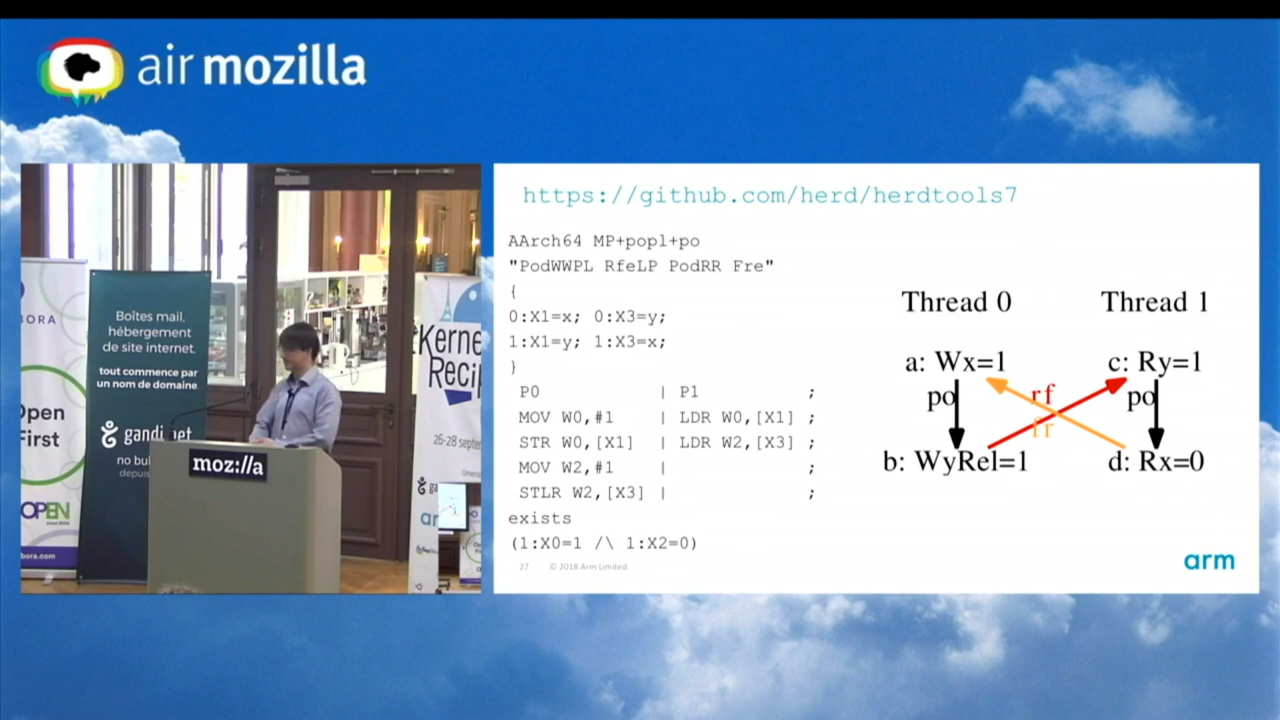 air mozilla
BORA
Open
First
OPEN
bora.com
Boîtes mail,
hébergement
de site internet.
tout commence par
un nom de domaine.
gandi.net
no bul
depuis
moz://a
Kerne
Recip
26-28 septem
ga
ar
https://github.com/herd/herdtools7
AArch64 MP+popl+po
"PodWWPL RfeLP PodRR Fre"
{
0:X1=x; 0:X3=y;
1:X1=y; 1:X3=x;
}
P0 | P1 ;
MOV W0,#1 | LDR W0,[X1] ;
STR W0,[X1] | LDR W2,[X3] ;
MOV W2,#1 | ;
STLR W2,[X3] | ;
exists
(1:X0=1 /\ 1:X2=0)
Thread 0 Thread 1
a: Wx=1 c: Ry=1
po rf po
fr
b: WyRel=1 d: Rx=0
27 © 2018 Arm Limited
arm